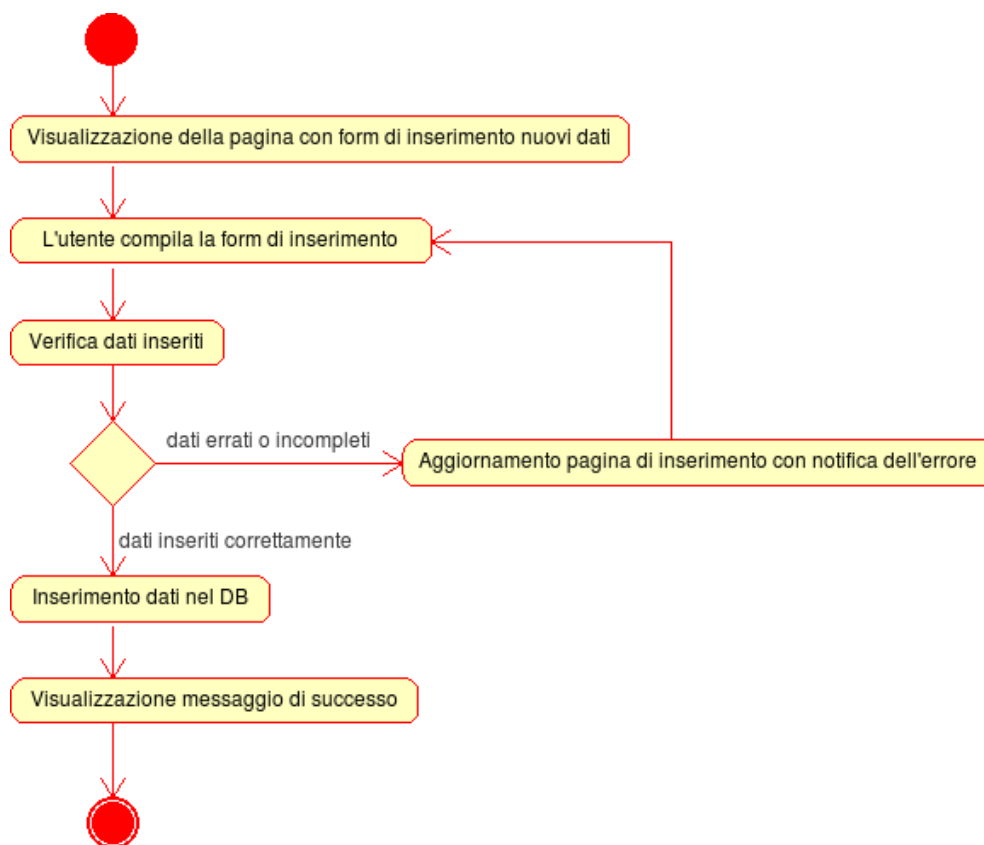 Visualizzazione della pagina con form di inserimento nuovi dati
L'utente compila la form di inserimento
Verifica dati inseriti
dati errati o incompleti
Aggiornamento pagina di inserimento con notifica dell'errore
dati inseriti correttamente
Inserimento dati nel DB
Visualizzazione messaggio di successo